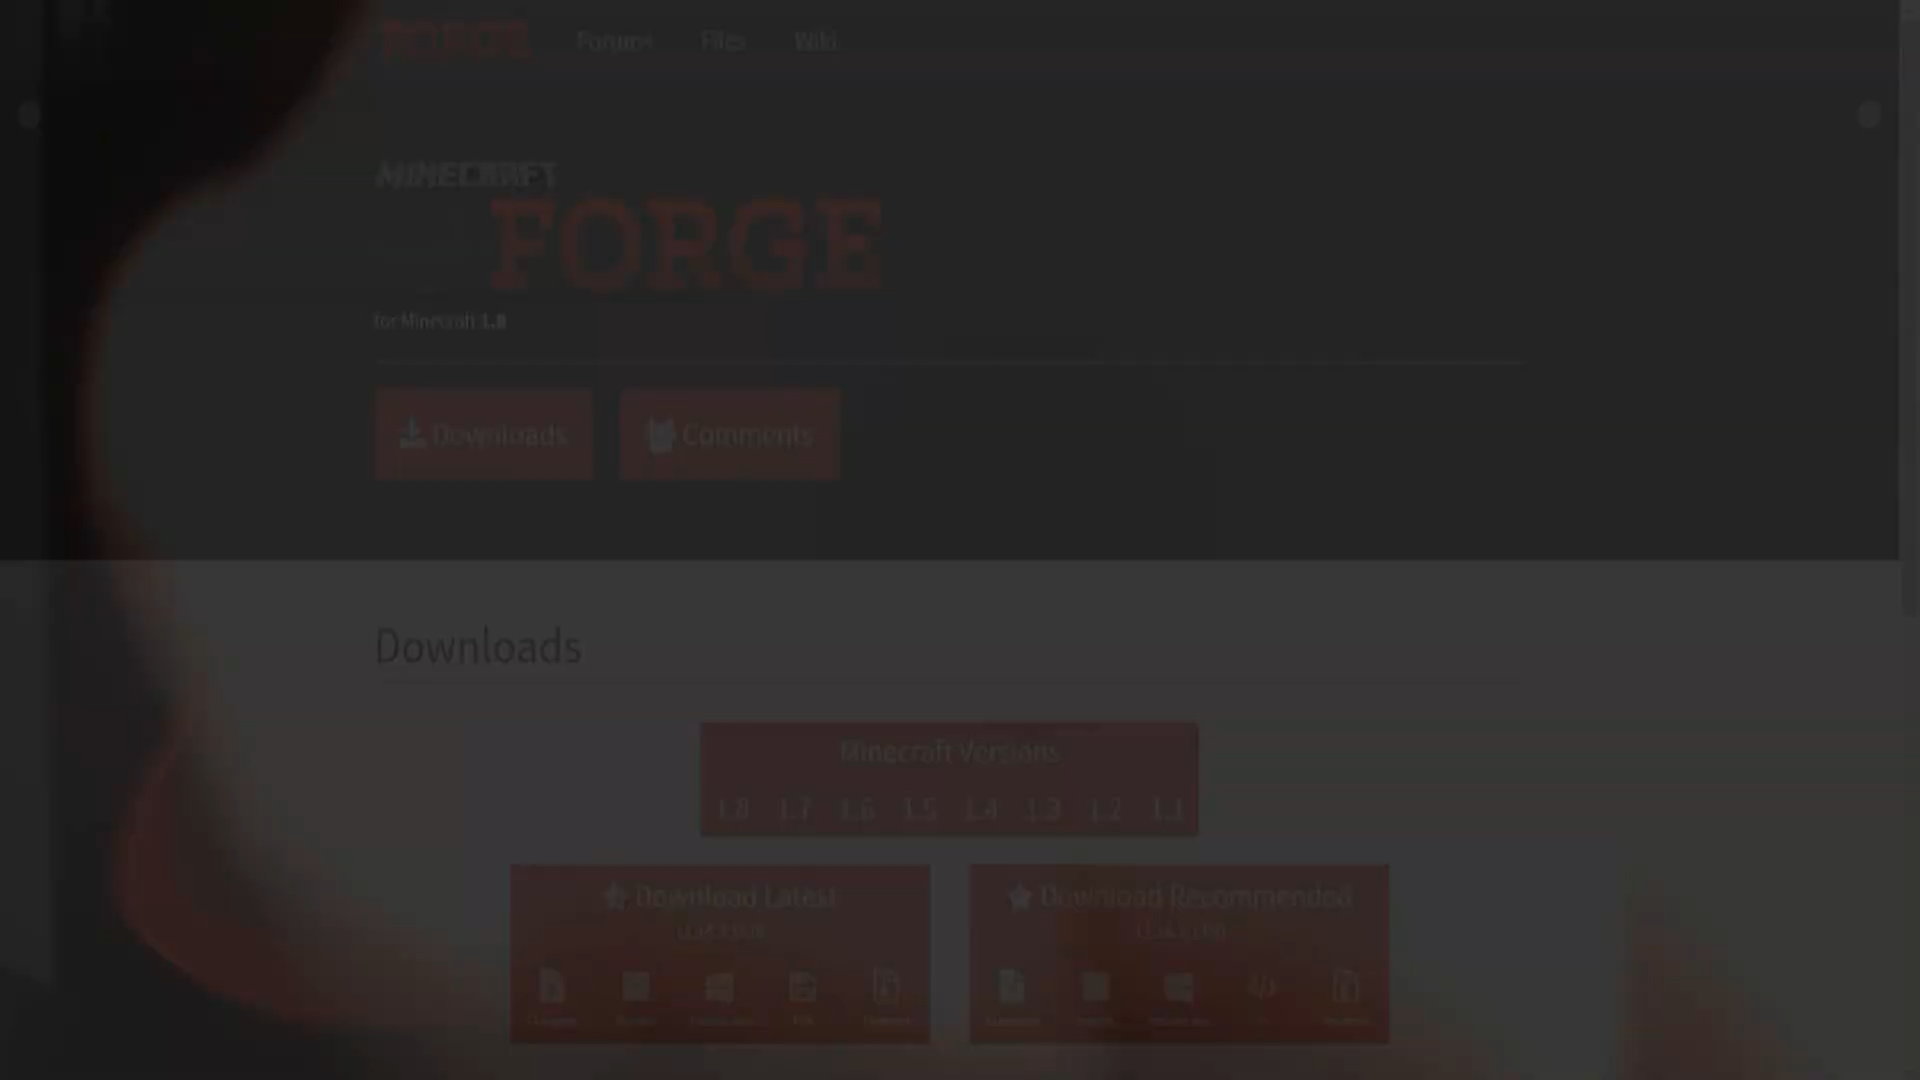 FORGE Forums Files Wiki
MINECRAFT
FORGE
for Minecraft 1.8
Downloads Comments
Downloads
Minecraft Versions
1.8 1.7 1.6 1.5 1.4 1.3 1.2 1.1
Download Latest
Download Recommended